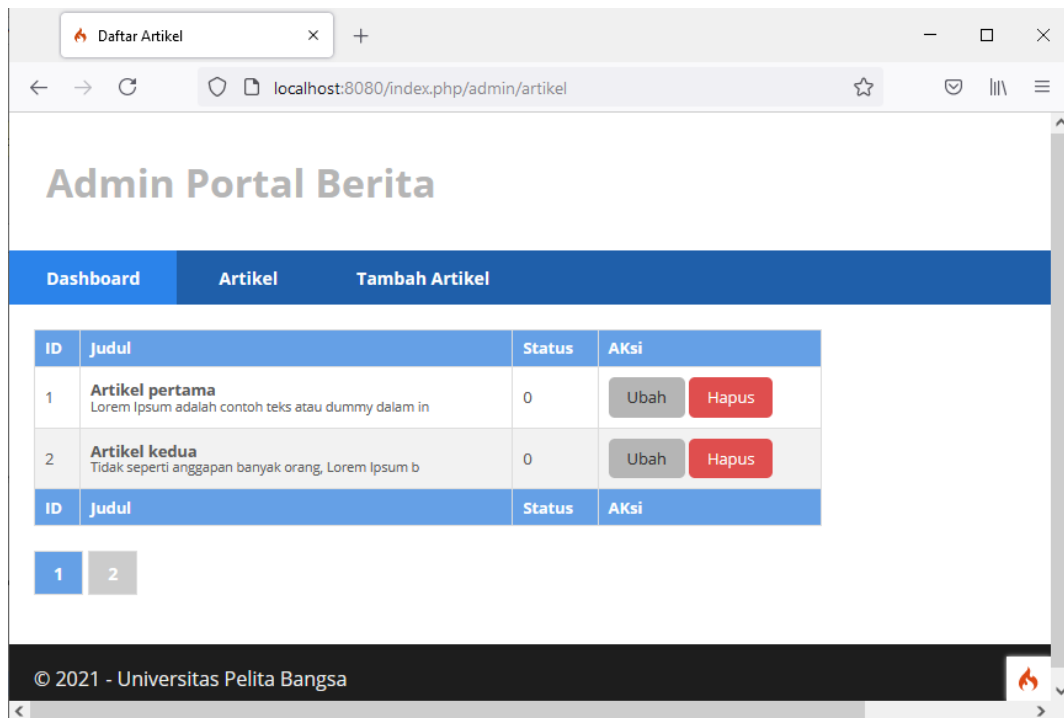 Daftar Artikel
localhost:8080/index.php/admin/artikel
Admin Portal Berita
Dashboard Artikel Tambah Artikel
ID Judul Status AKsi
1 Artikel pertama 0 Ubah Hapus
Lorem Ipsum adalah contoh teks atau dummy dalam in
2 Artikel kedua 0 Ubah Hapus
Tidak seperti anggapan banyak orang, Lorem Ipsum b
ID Judul Status AKsi
1 2
© 2021 - Universitas Pelita Bangsa